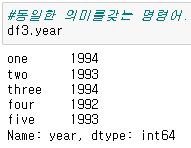 #동일한 의미를갖는 명령어.
df3.year
one 1994
two 1993
three 1994
four 1992
five 1993
Name: year, dtype: int64